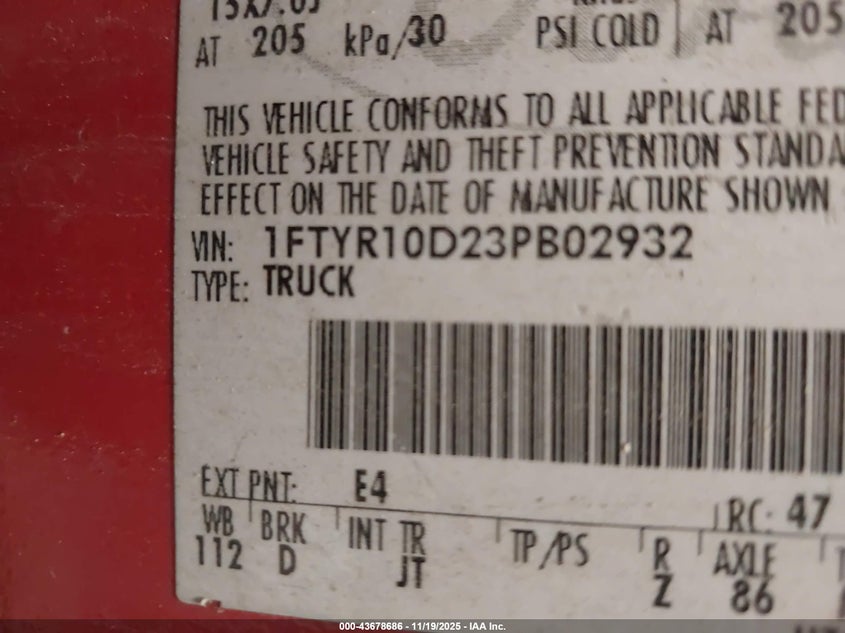 15X7.0J
AT 205 kPa/30 PSI COLD AT 205
THIS VEHICLE CONFORMS TO ALL APPLICABLE FED
VEHICLE SAFETY AND THEFT PREVENTION STANDA
EFFECT ON THE DATE OF MANUFACTURE SHOWN
VIN: 1FTYR10D23PB02932
TYPE: TRUCK
EXT PNT: E4 RC: 47
WB BRK INT TR TP/PS R AXLE
112 D JT Z 86
000-43678686 - 11/19/2025 - IAA Inc.